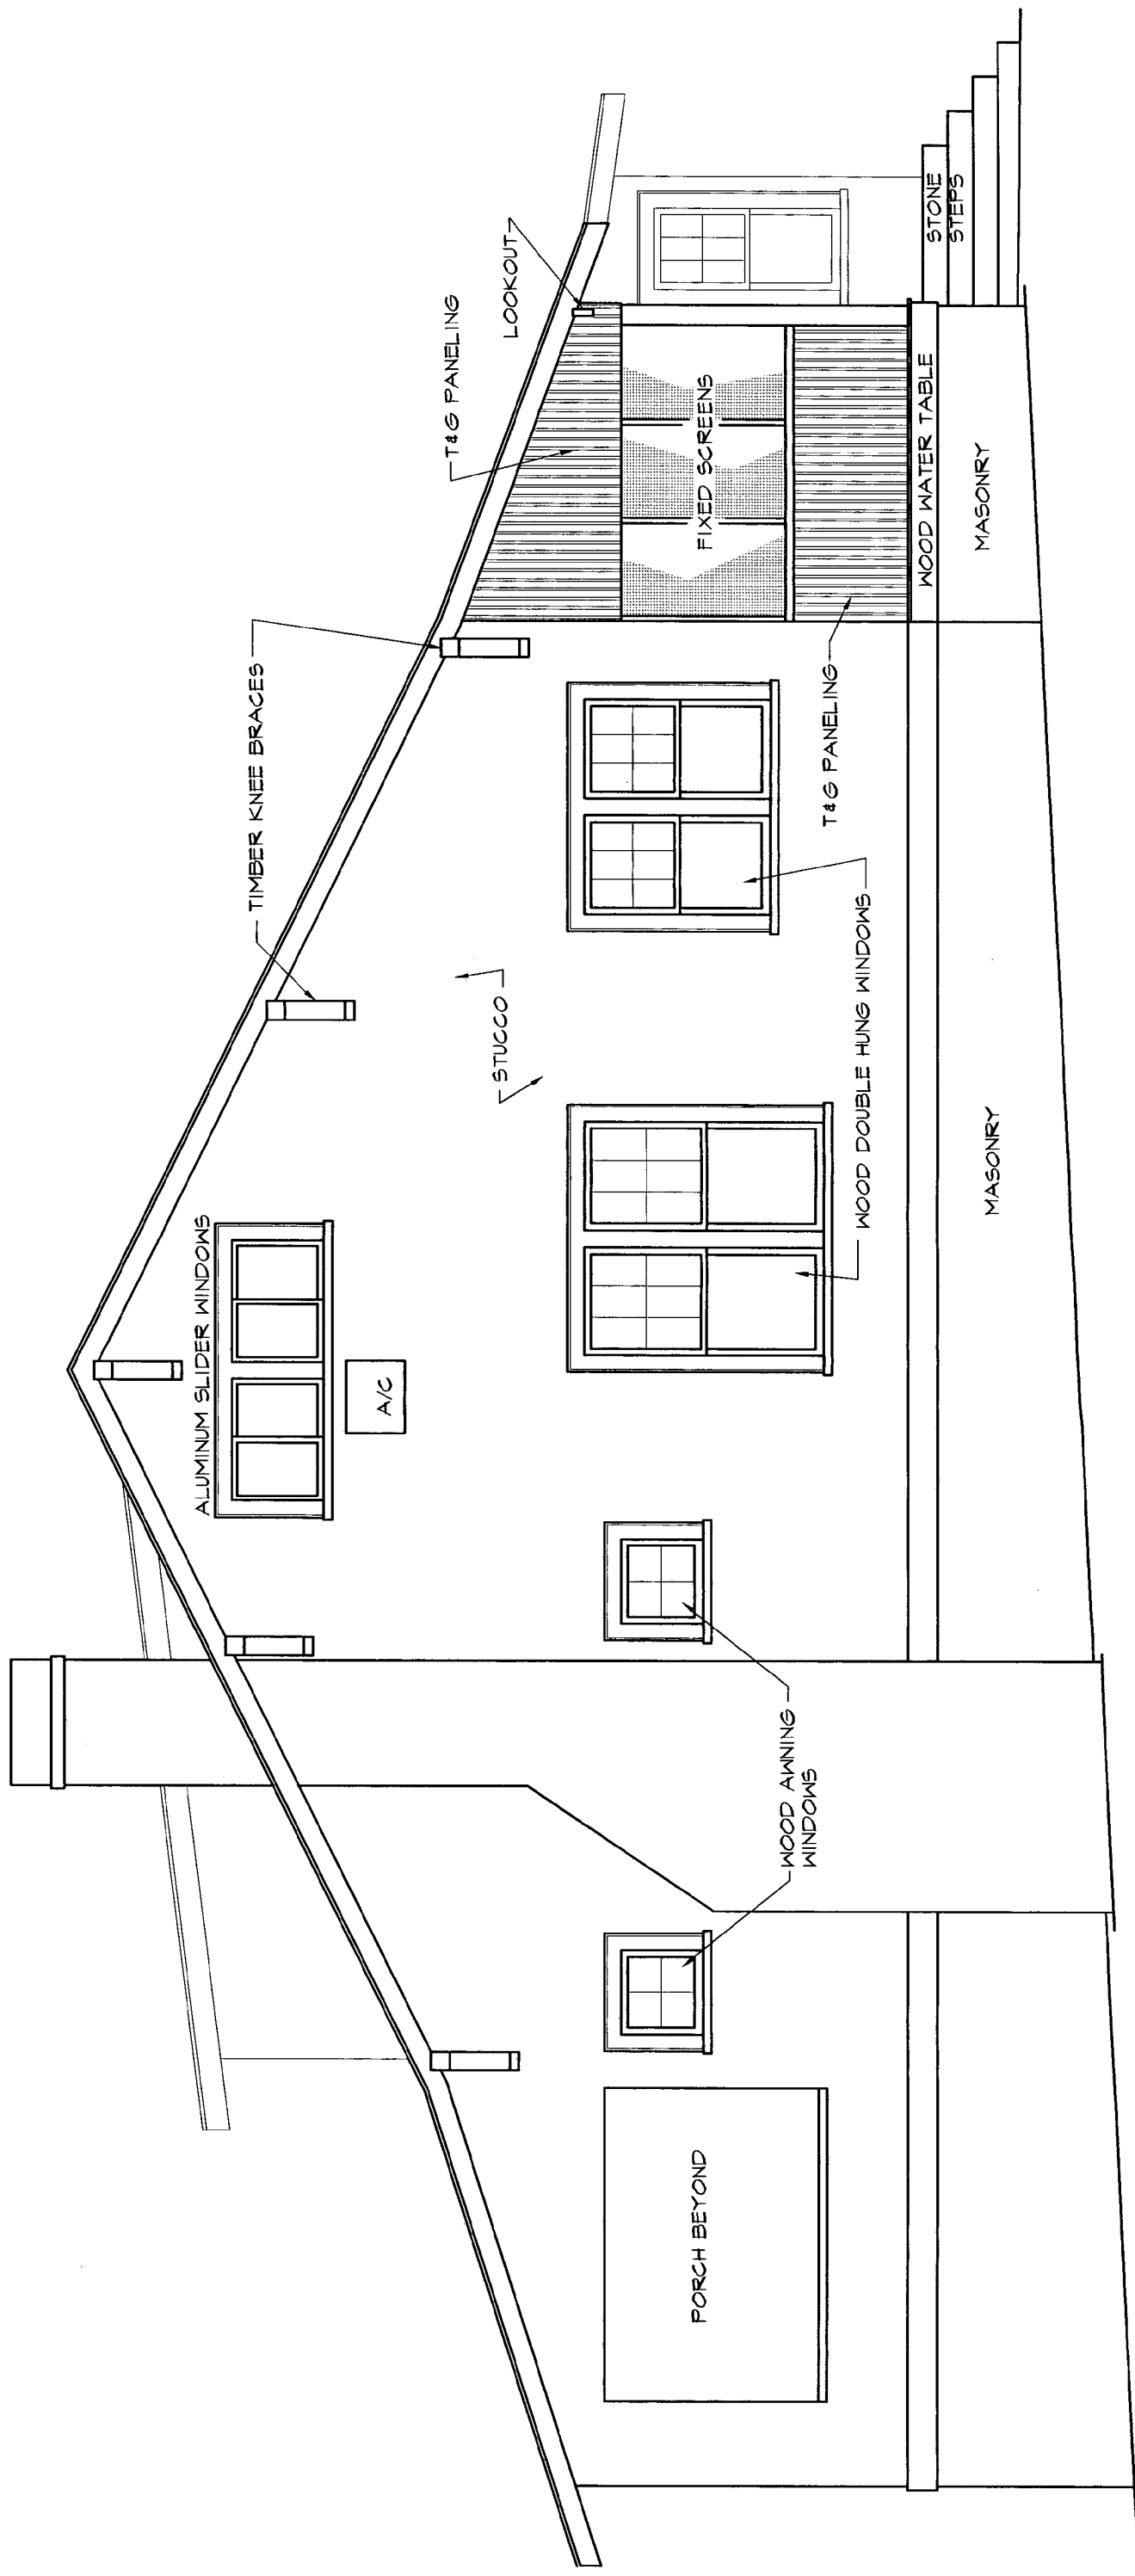 ALUMINUM SLIDER WINDOWS
A/C
TIMBER KNEE BRACES
T&G PANELING
LOOKOUT
STUCCO
FIXED SCREENS
PORCH BEYOND
WOOD AWNING
WINDOWS
WOOD DOUBLE HUNG WINDOWS
T&G PANELING
WOOD WATER TABLE
STONE
STEPS
MASONRY
MASONRY